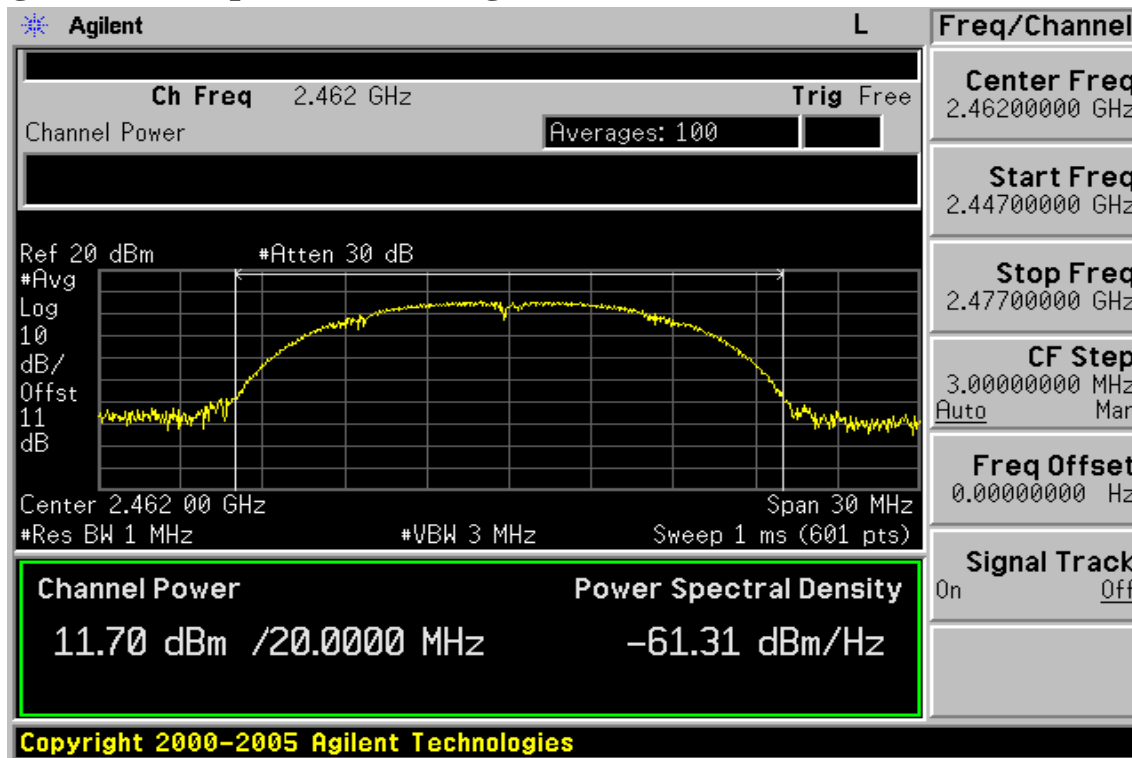 Agilent L Freq/Channel
Ch Freq 2.462 GHz Trig Free
Channel Power Averages: 100
Center Freq
2.46200000 GHz
Start Freq
2.44700000 GHz
Stop Freq
2.47700000 GHz
CF Step
3.00000000 MHz
Auto Man
Freq Offset
0.00000000 Hz
Signal Track
On Off
Ref 20 dBm #Atten 30 dB
#Avg
Log
10
dB/
Offst
11
dB
Center 2.462 00 GHz Span 30 MHz
#Res BW 1 MHz #VBW 3 MHz Sweep 1 ms (601 pts)
Channel Power Power Spectral Density
11.70 dBm /20.0000 MHz -61.31 dBm/Hz
Copyright 2000-2005 Agilent Technologies